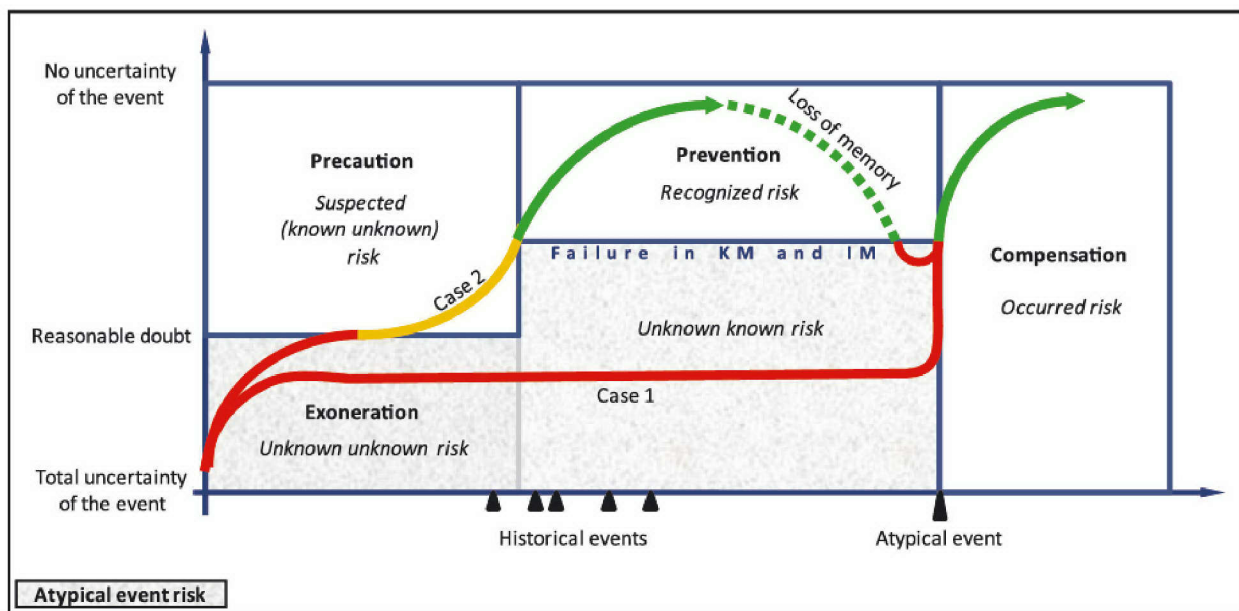 No uncertainty
of the event
Precaution
Suspected
(known unknown)
risk
Case 2
Prevention
Recognized risk
Loss of memory
Failure in KM and IM
Unknown known risk
Compensation
Occurred risk
Reasonable doubt
Case 1
Exoneration
Unknown unknown risk
Total uncertainty
of the event
Historical events
Atypical event
Atypical event risk